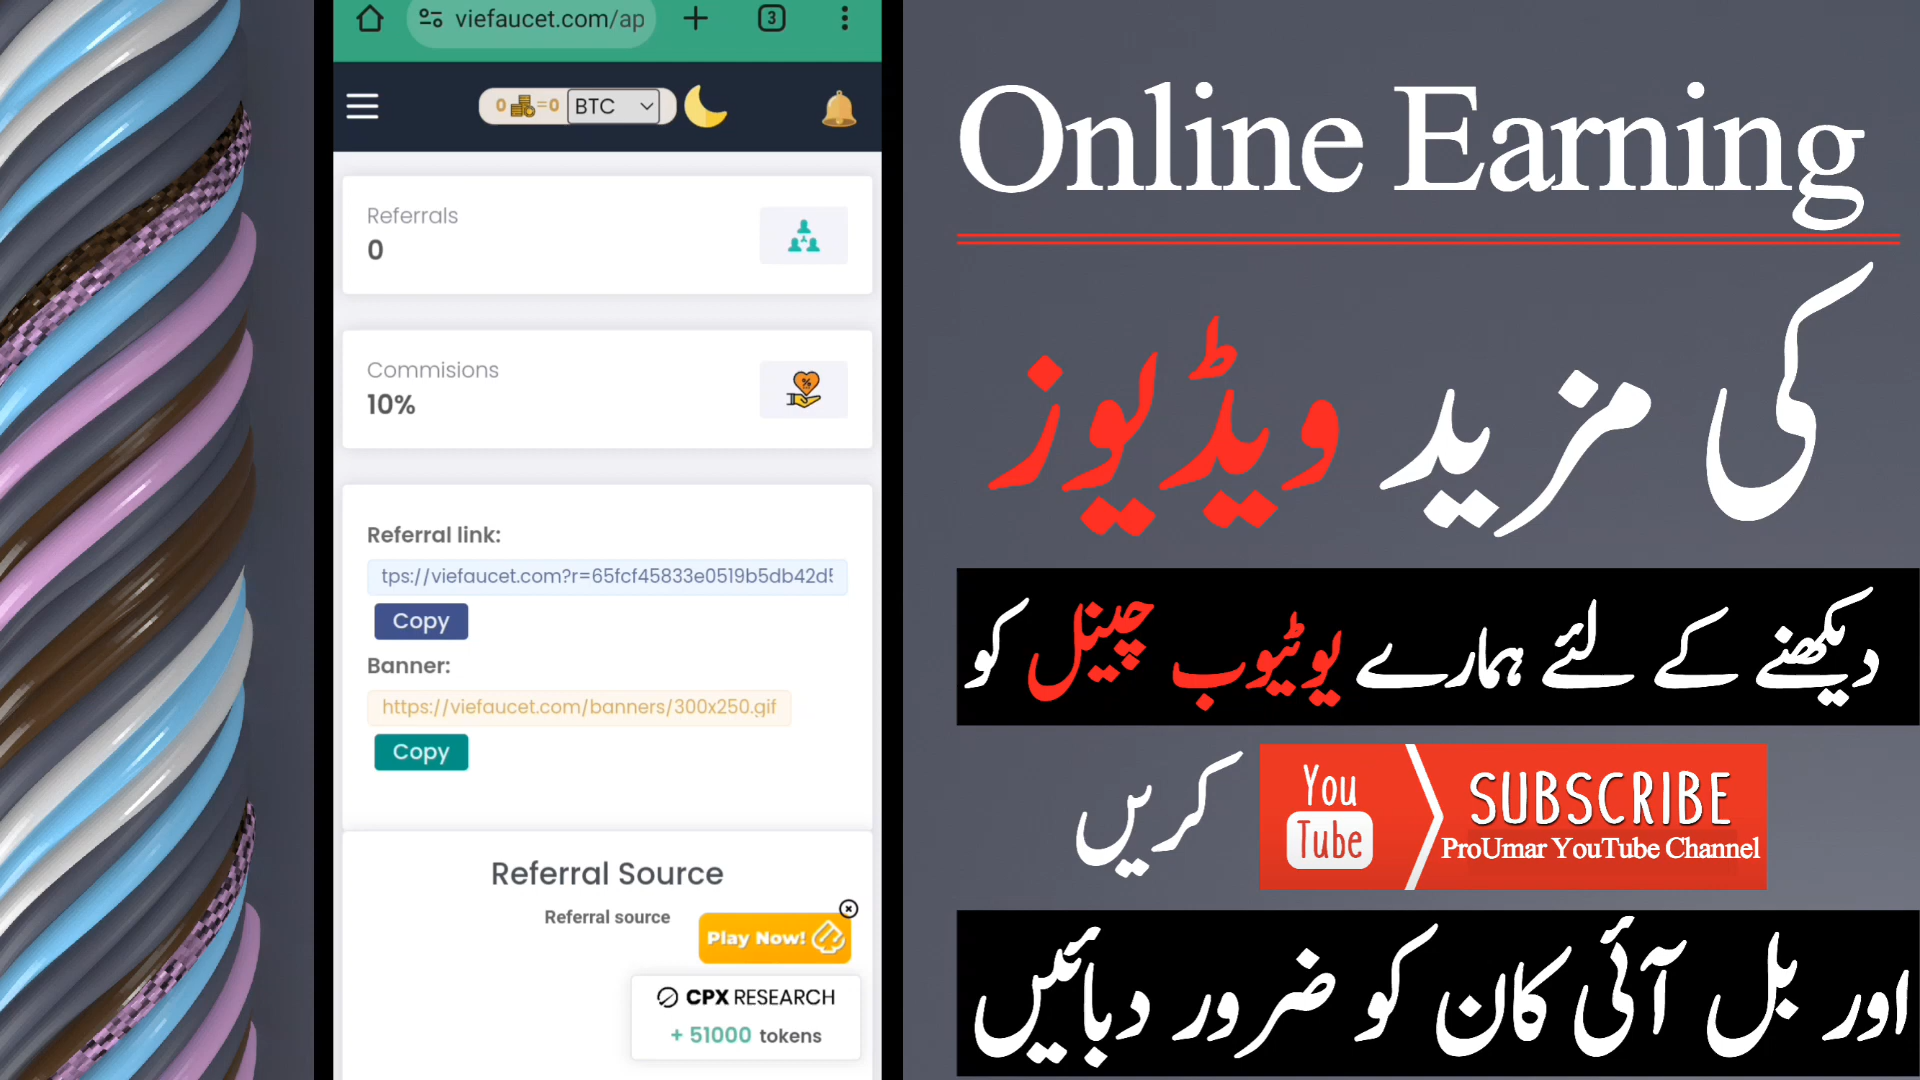 viefaucet.com/ap
3
0 =0 BTC
Referrals
0
Commisions
10%
Referral link:
tps://viefaucet.com?r=65fcf45833e0519b5db42d5
Copy
Banner:
https://viefaucet.com/banners/300x250.gif
Copy
Referral Source
Referral source
Play Now!
CPX RESEARCH
+ 51000 tokens
Online Earning
کی مزید ویڈیوز
دیکھنے کے لئے ہمارے یوٹیوب چینل کو
You Tube SUBSCRIBE کریں
ProUmar YouTube Channel
اور بل آئی کان کو ضرور دبائیں